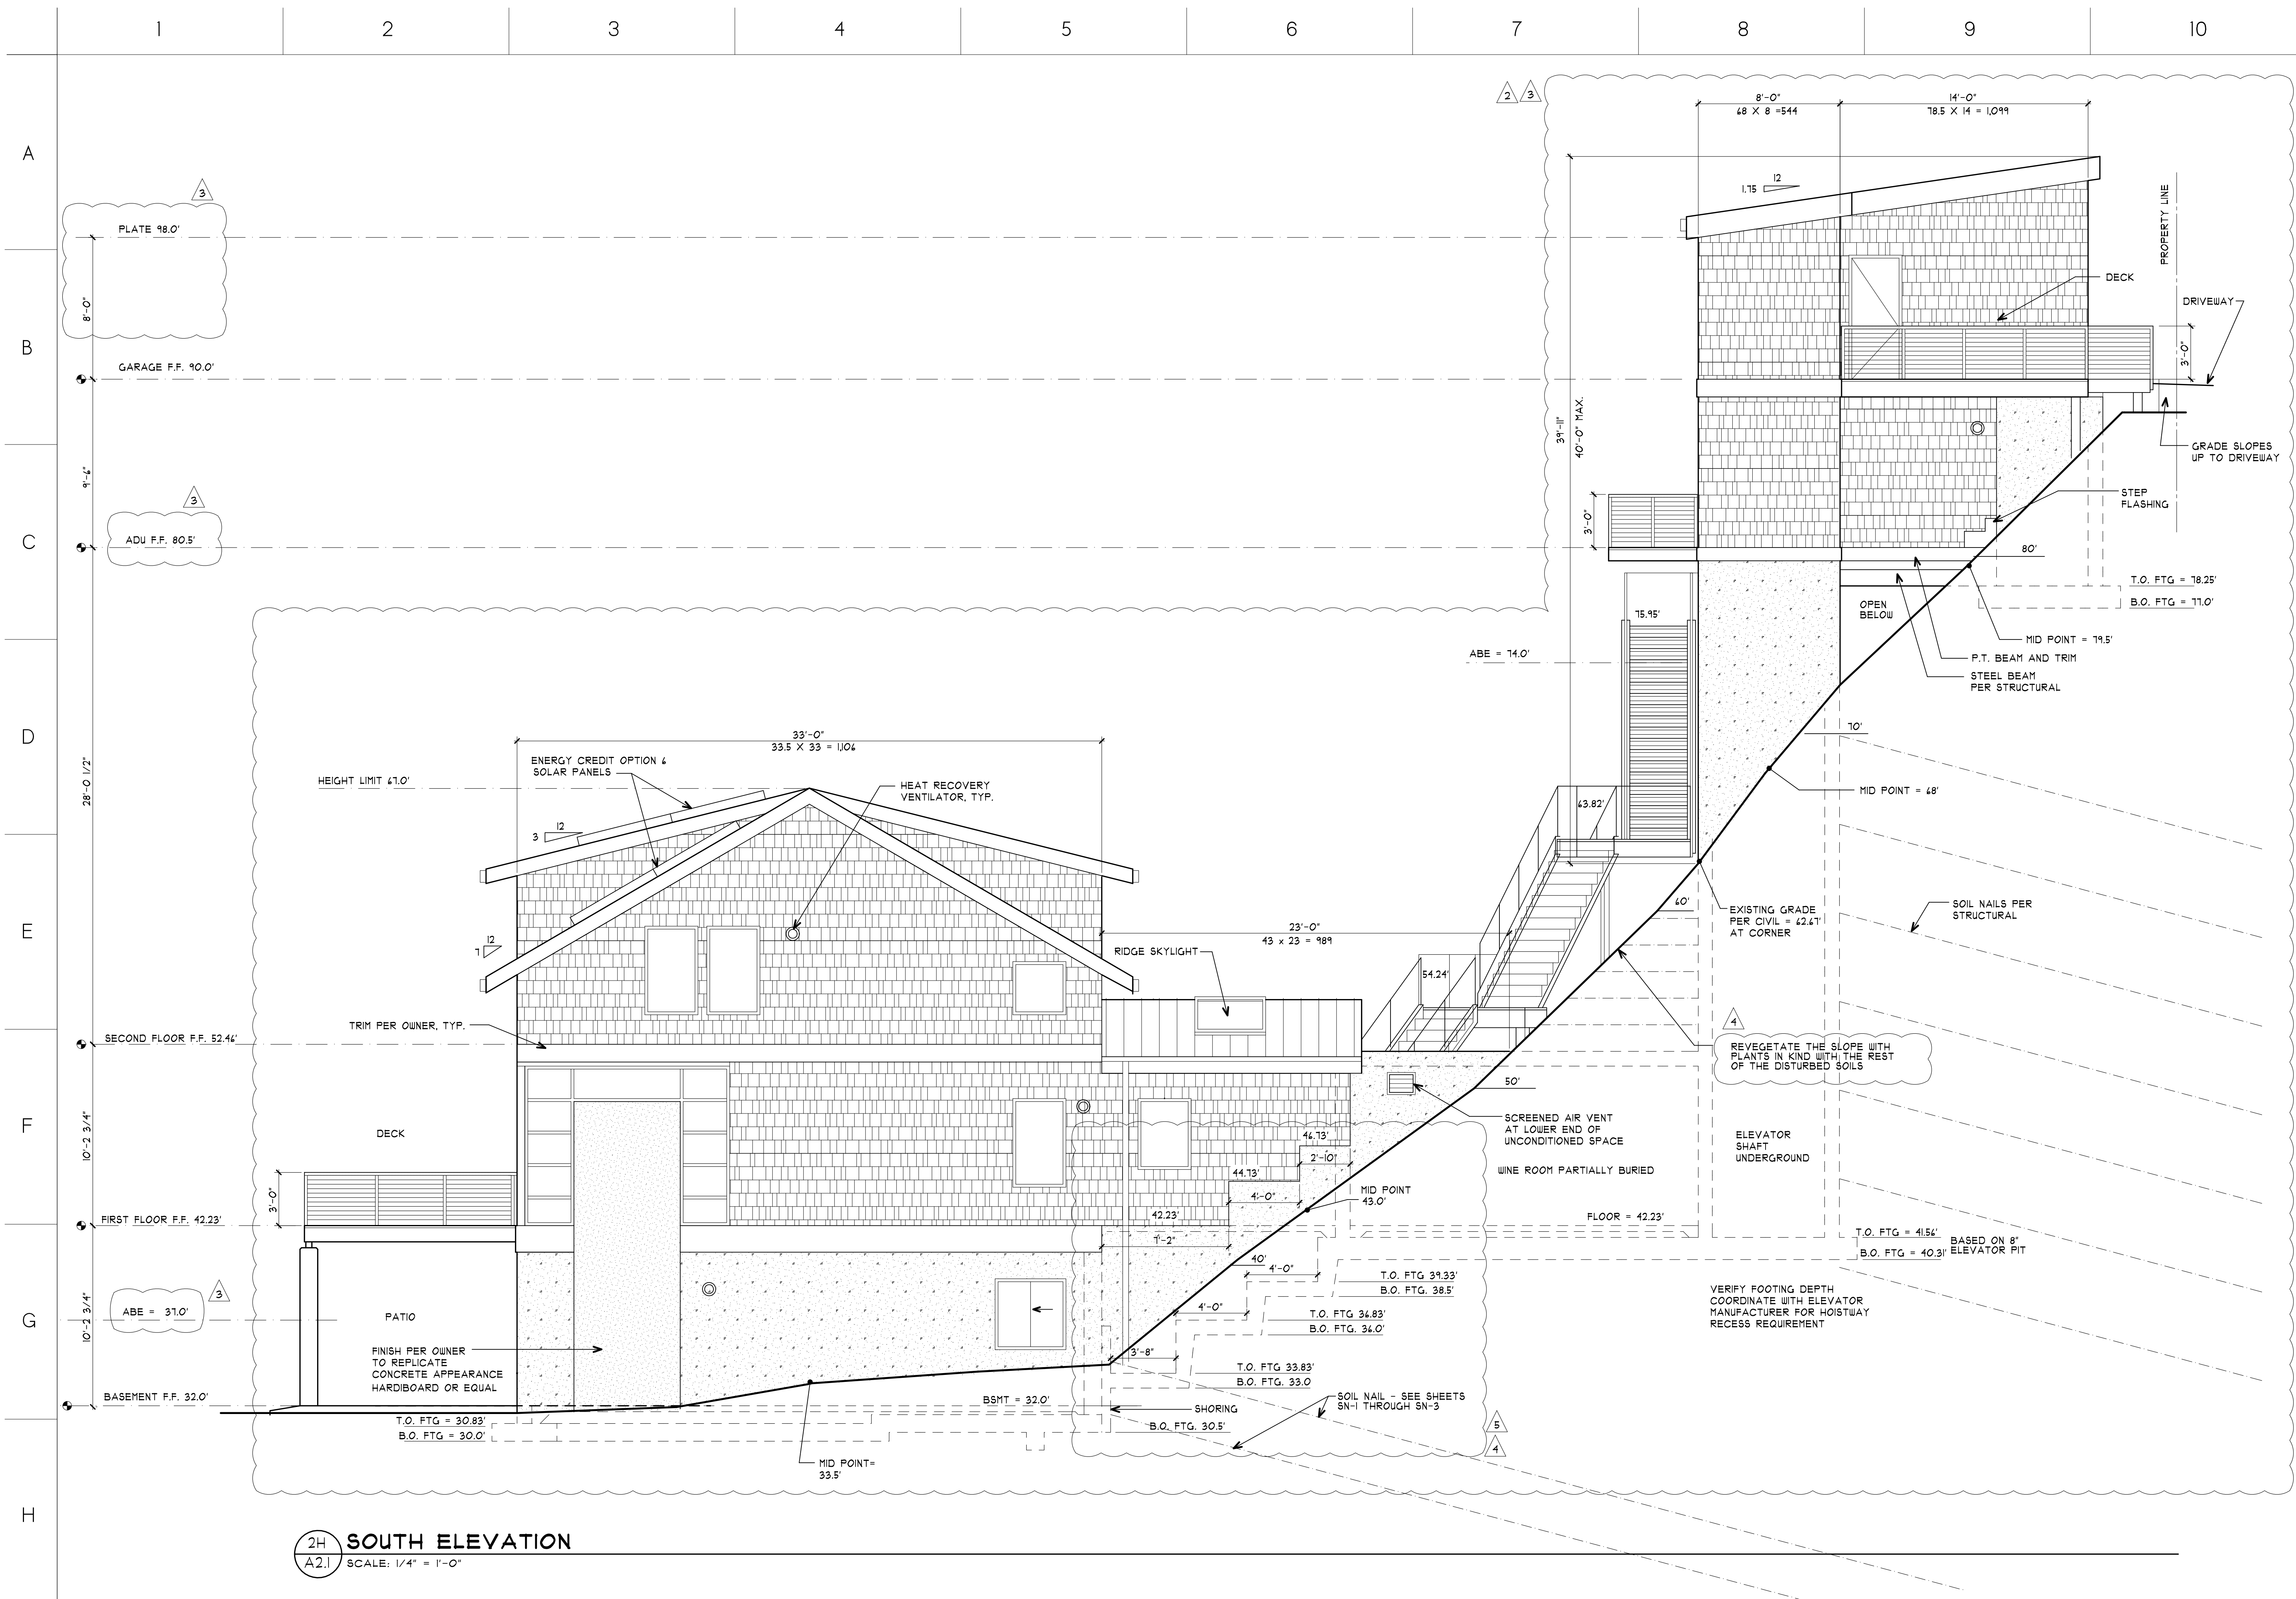 1 2 3 4 5 6 7 8 9 10
A
B
C
D
E
F
G
H
2 3
8'-0"
68 X 8 =544
14'-0"
78.5 X 14 = 1,099
3
PLATE 98.0'
8'-0"
GARAGE F.F. 90.0'
9'-6"
3
ADU F.F. 80.5'
28'-0 1/2"
SECOND FLOOR F.F. 52.46'
10'-2 3/4"
FIRST FLOOR F.F. 42.23'
10'-2 3/4"
3
ABE = 37.0'
BASEMENT F.F. 32.0'
12
1.75
PROPERTY LINE
DECK
DRIVEWAY
3'-0"
39'-11"
40'-0" MAX.
GRADE SLOPES
UP TO DRIVEWAY
STEP
FLASHING
3'-0"
80'
T.O. FTG = 78.25'
B.O. FTG = 77.0'
OPEN
BELOW
75.95'
MID POINT = 79.5'
ABE = 74.0'
P.T. BEAM AND TRIM
STEEL BEAM
PER STRUCTURAL
70'
MID POINT = 68'
33'-0"
33.5 X 33 = 1,106
ENERGY CREDIT OPTION 6
SOLAR PANELS
HEIGHT LIMIT 67.0'
HEAT RECOVERY
VENTILATOR, TYP.
12
3
12
7
63.82'
60'
EXISTING GRADE
PER CIVIL = 62.67'
AT CORNER
SOIL NAILS PER
STRUCTURAL
23'-0"
43 x 23 = 989
RIDGE SKYLIGHT
54.24'
TRIM PER OWNER, TYP.
4
REVEGETATE THE SLOPE WITH
PLANTS IN KIND WITH THE REST
OF THE DISTURBED SOILS
50'
SCREENED AIR VENT
AT LOWER END OF
UNCONDITIONED SPACE
ELEVATOR
SHAFT
UNDERGROUND
WINE ROOM PARTIALLY BURIED
DECK
3'-0"
46.73'
2'-10"
44.73'
4'-0"
MID POINT
43.0'
42.23'
7'-2"
FLOOR = 42.23'
T.O. FTG = 41.56'
B.O. FTG = 40.31'
BASED ON 8"
ELEVATOR PIT
40'
4'-0"
T.O. FTG 39.33'
B.O. FTG. 38.5'
4'-0"
T.O. FTG 36.83'
B.O. FTG. 36.0'
VERIFY FOOTING DEPTH
COORDINATE WITH ELEVATOR
MANUFACTURER FOR HOISTWAY
RECESS REQUIREMENT
PATIO
FINISH PER OWNER
TO REPLICATE
CONCRETE APPEARANCE
HARDIBOARD OR EQUAL
3'-8"
T.O. FTG 33.83'
B.O. FTG. 33.0
SOIL NAIL - SEE SHEETS
SN-1 THROUGH SN-3
BSMT = 32.0'
SHORING
T.O. FTG = 30.83'
B.O. FTG = 30.0'
B.O. FTG. 30.5'
5
4
MID POINT=
33.5'
2H
A2.1
SOUTH ELEVATION
SCALE: 1/4" = 1'-0"